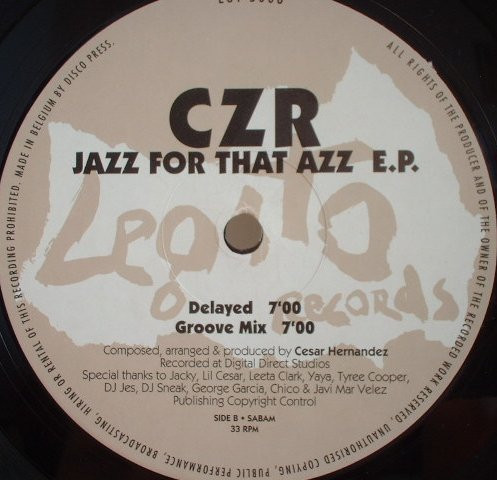 CZR
JAZZ FOR THAT AZZ E.P.
Leo ITo
records
Delayed 7'00
Groove Mix 7'00
Composed, arranged & produced by Cesar Hernandez
Recorded at Digital Direct Studios
Special thanks to Jacky, Lil Cesar, Leeta Clark, Yaya, Tyree Cooper,
DJ Jes, DJ Sneak, George Garcia, Chico & Javi Mar Velez
Publishing Copyright Control
SIDE B • SABAM
33 RPM
ALL RIGHTS OF THE PRODUCER AND OF THE OWNER OF THE RECORDED WORK RESERVED. UNAUTHORISED COPYING, PUBLIC PERFORMANCE, BROADCASTING, HIRING OR RENTAL OF THIS RECORDING PROHIBITED. MADE IN BELGIUM BY DISCO PRESS.